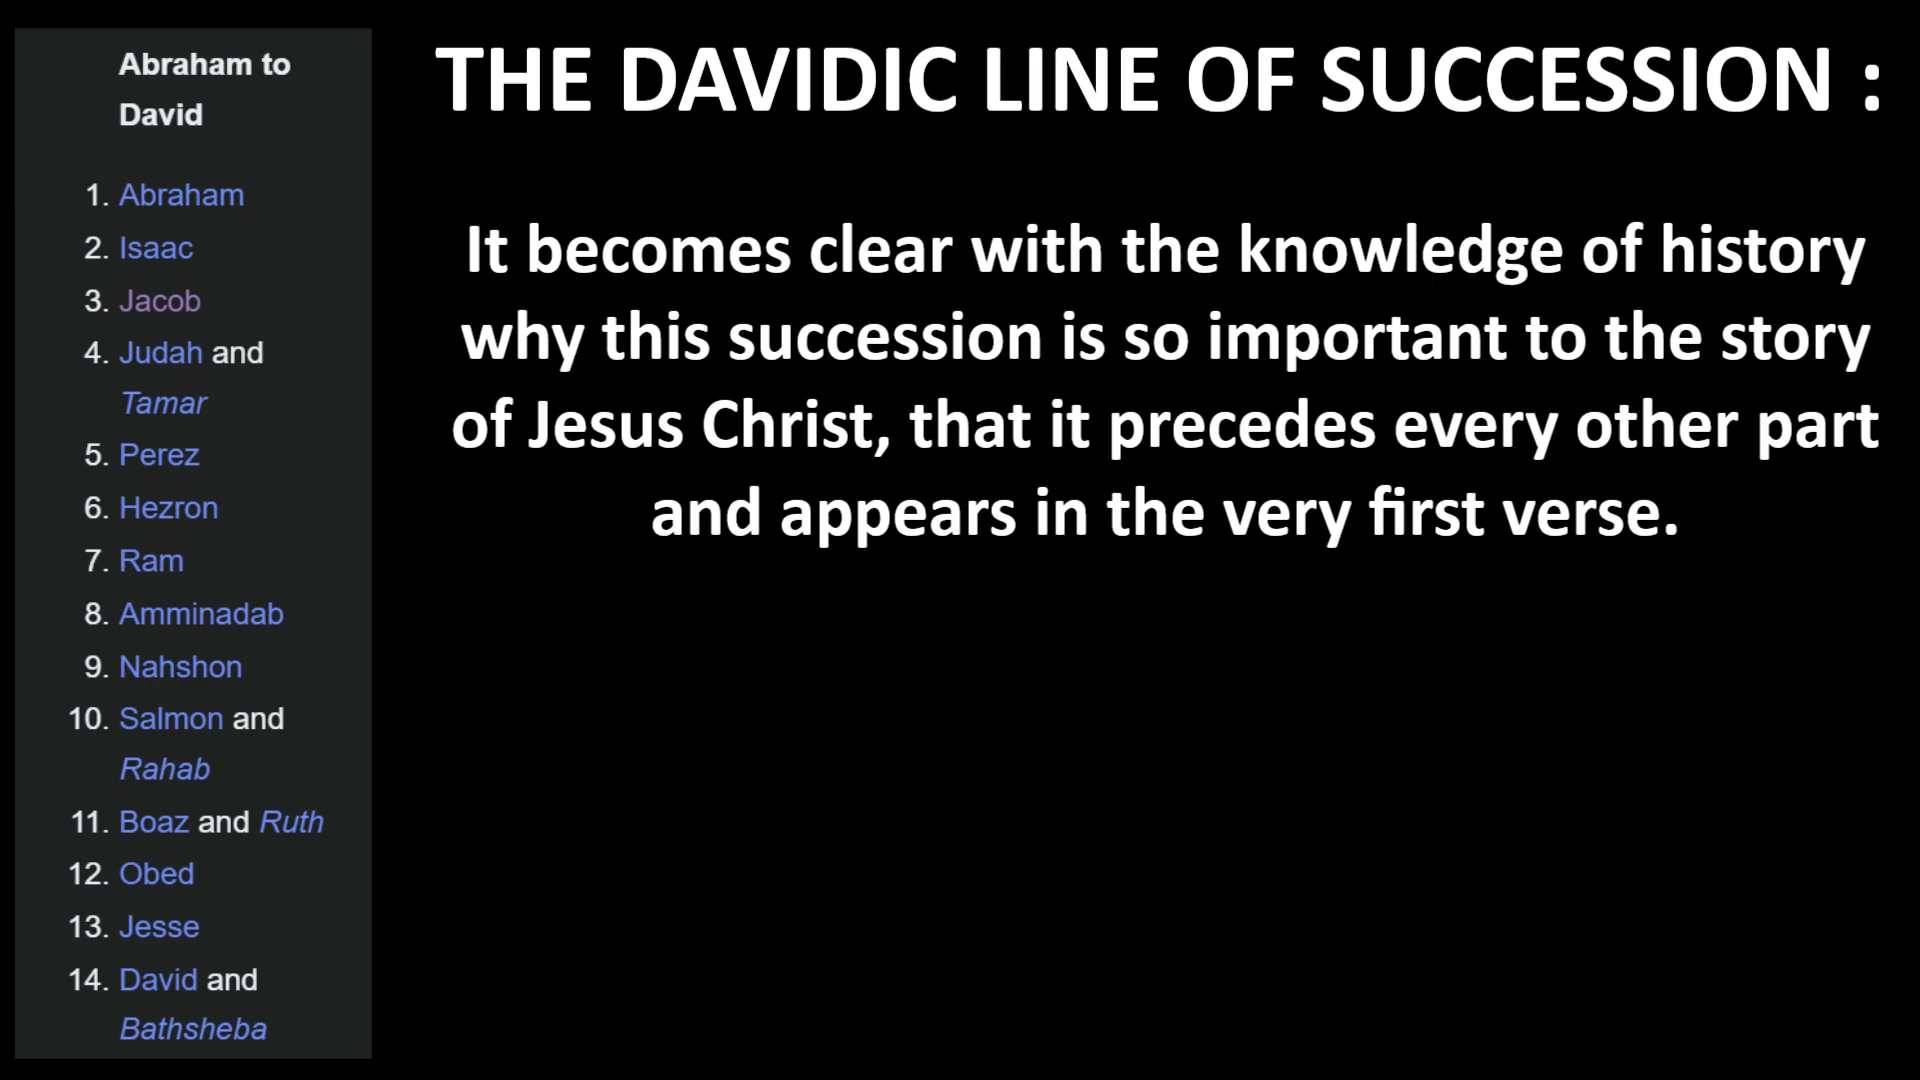 Abraham to
David
1. Abraham
2. Isaac
3. Jacob
4. Judah and
Tamar
5. Perez
6. Hezron
7. Ram
8. Amminadab
9. Nahshon
10. Salmon and
Rahab
11. Boaz and Ruth
12. Obed
13. Jesse
14. David and
Bathsheba
THE DAVIDIC LINE OF SUCCESSION :
It becomes clear with the knowledge of history
why this succession is so important to the story
of Jesus Christ, that it precedes every other part
and appears in the very first verse.